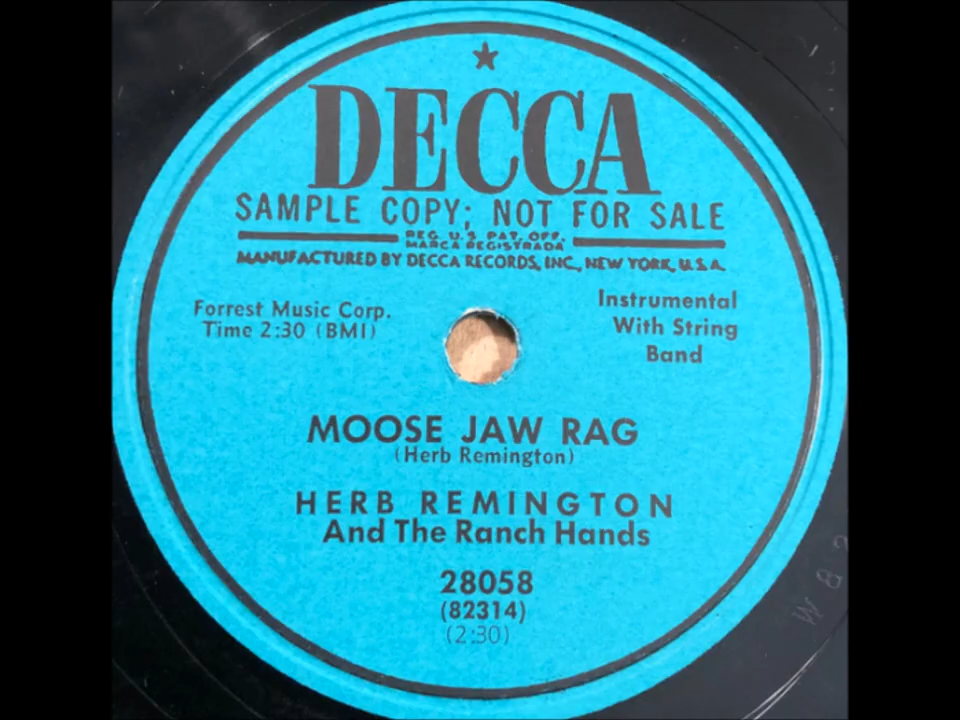 DECCA
SAMPLE COPY; NOT FOR SALE
REG. U.S. PAT. OFF.
MARCA REGISTRADA
MANUFACTURED BY DECCA RECORDS, INC., NEW YORK, U.S.A.
Forrest Music Corp.
Time 2:30 (BMI)
Instrumental
With String
Band
MOOSE JAW RAG
(Herb Remington)
HERB REMINGTON
And The Ranch Hands
28058
(82314)
(2:30)